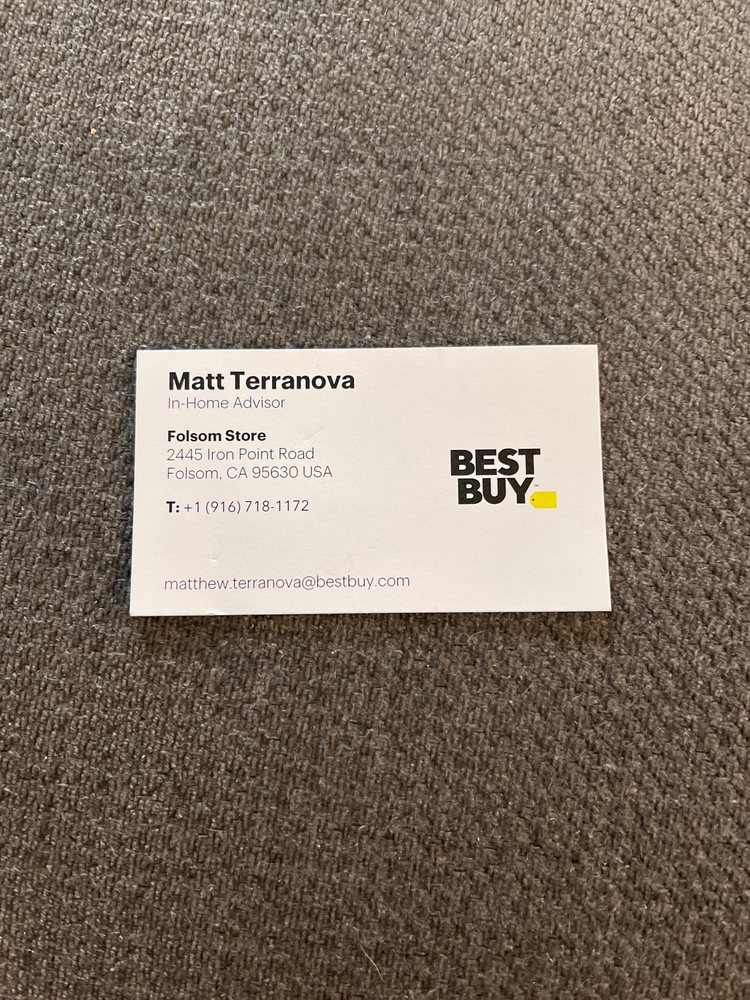 Matt Terranova
In-Home Advisor
Folsom Store
2445 Iron Point Road
Folsom, CA 95630 USA
T: +1 (916) 718-1172
matthew.terranova@bestbuy.com
BEST
BUY™